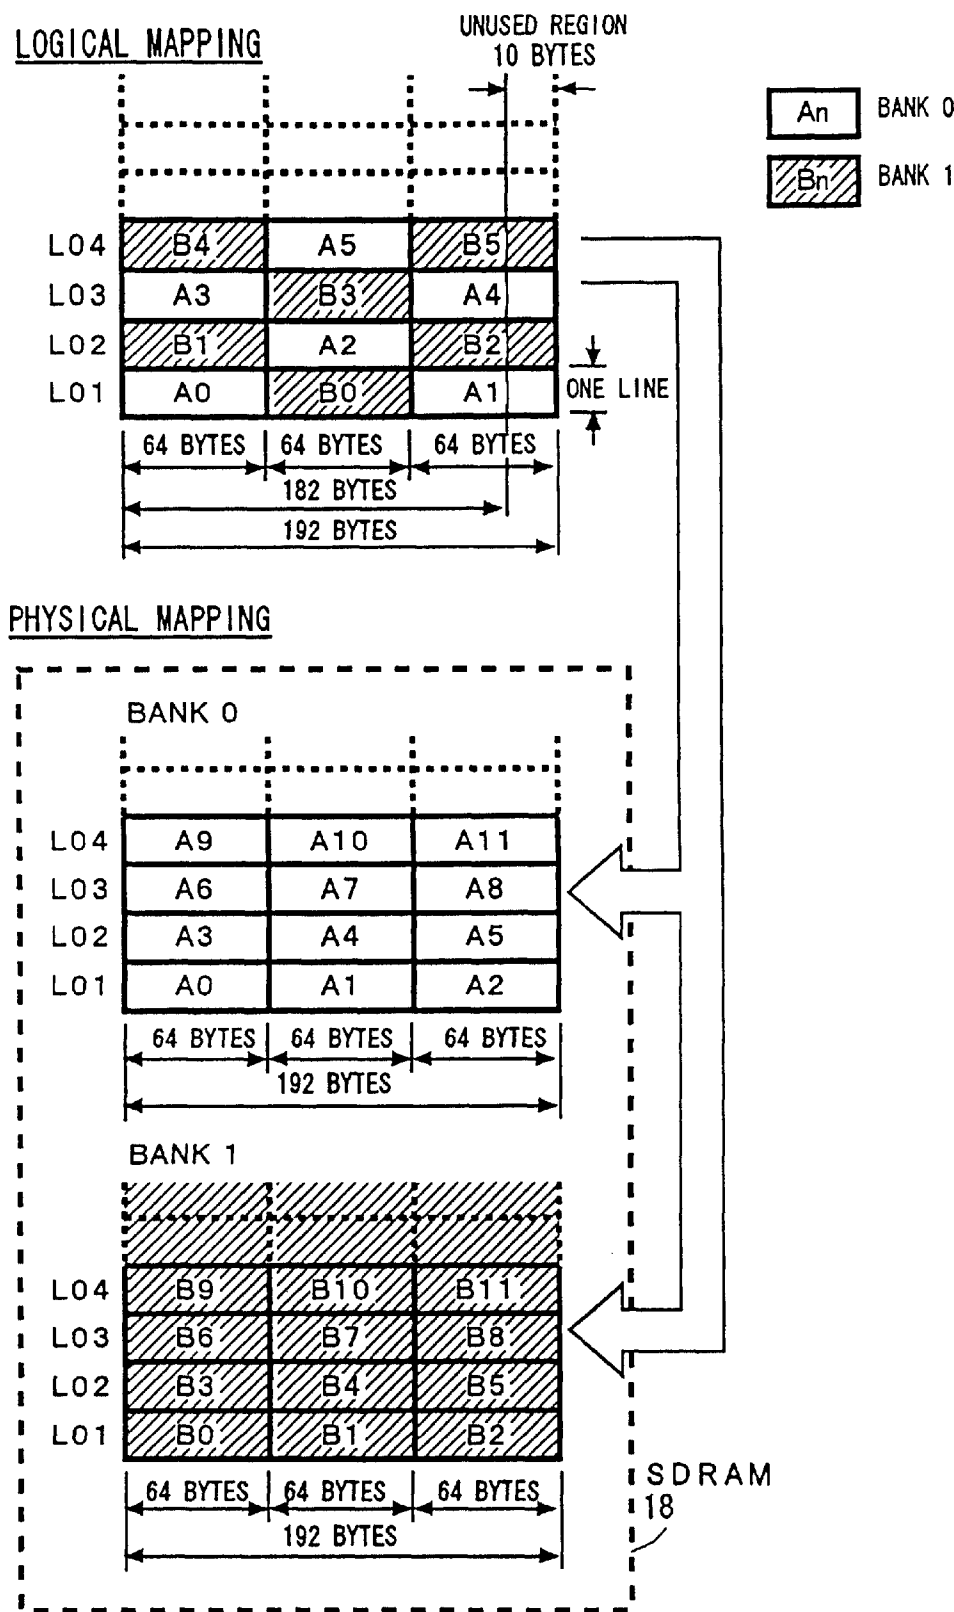 LOGICAL MAPPING
UNUSED REGION
10 BYTES
An BANK 0
Bn BANK 1
L04 B4 A5 B5
L03 A3 B3 A4
L02 B1 A2 B2
L01 A0 B0 A1
ONE LINE
64 BYTES 64 BYTES 64 BYTES
182 BYTES
192 BYTES
PHYSICAL MAPPING
BANK 0
L04 A9 A10 A11
L03 A6 A7 A8
L02 A3 A4 A5
L01 A0 A1 A2
64 BYTES 64 BYTES 64 BYTES
192 BYTES
BANK 1
L04 B9 B10 B11
L03 B6 B7 B8
L02 B3 B4 B5
L01 B0 B1 B2
64 BYTES 64 BYTES 64 BYTES
192 BYTES
SDRAM
18